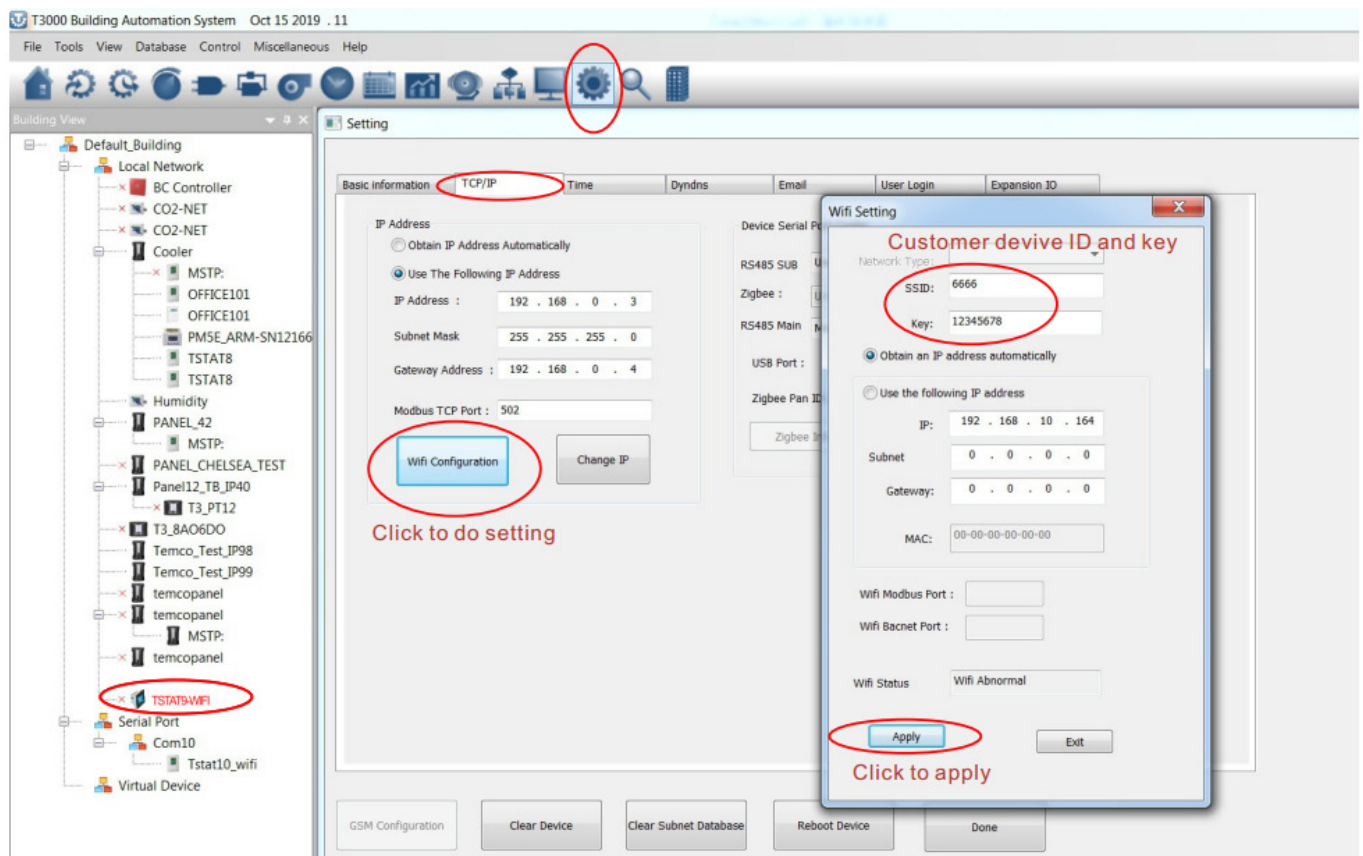 T3000 Building Automation System Oct 15 2019 . 11
File Tools View Database Control Miscellaneous Help
Building View
Default_Building
Local Network
BC Controller
CO2-NET
CO2-NET
Cooler
MSTP:
OFFICE101
OFFICE101
PM5E_ARM-SN12166
TSTAT8
TSTAT8
Humidity
PANEL_42
MSTP:
PANEL_CHELSEA_TEST
Panel12_TB_IP40
T3_PT12
T3_8AO6DO
Temco_Test_IP98
Temco_Test_IP99
temcopanel
temcopanel
MSTP:
temcopanel
TSTAT9-WIFI
Serial Port
Com10
Tstat10_wifi
Virtual Device
Setting
Basic information TCP/IP Time Dyndns Email User Login Expansion IO
IP Address
Obtain IP Address Automatically
Use The Following IP Address
IP Address : 192 . 168 . 0 . 3
Subnet Mask 255 . 255 . 255 . 0
Gateway Address : 192 . 168 . 0 . 4
Modbus TCP Port : 502
Wifi Configuration Change IP
Click to do setting
Device Serial
RS485 SUB
Zigbee :
RS485 Main
USB Port :
Zigbee Pan
Zigbee
Wifi Setting
Customer devive ID and key
Network Type:
SSID: 6666
Key: 12345678
Obtain an IP address automatically
Use the following IP address
IP: 192 . 168 . 10 . 164
Subnet 0 . 0 . 0 . 0
Gateway: 0 . 0 . 0 . 0
MAC: 00-00-00-00-00-00
Wifi Modbus Port :
Wifi Bacnet Port :
Wifi Status Wifi Abnormal
Apply Exit
Click to apply
GSM Configuration Clear Device Clear Subnet Database Reboot Device Done